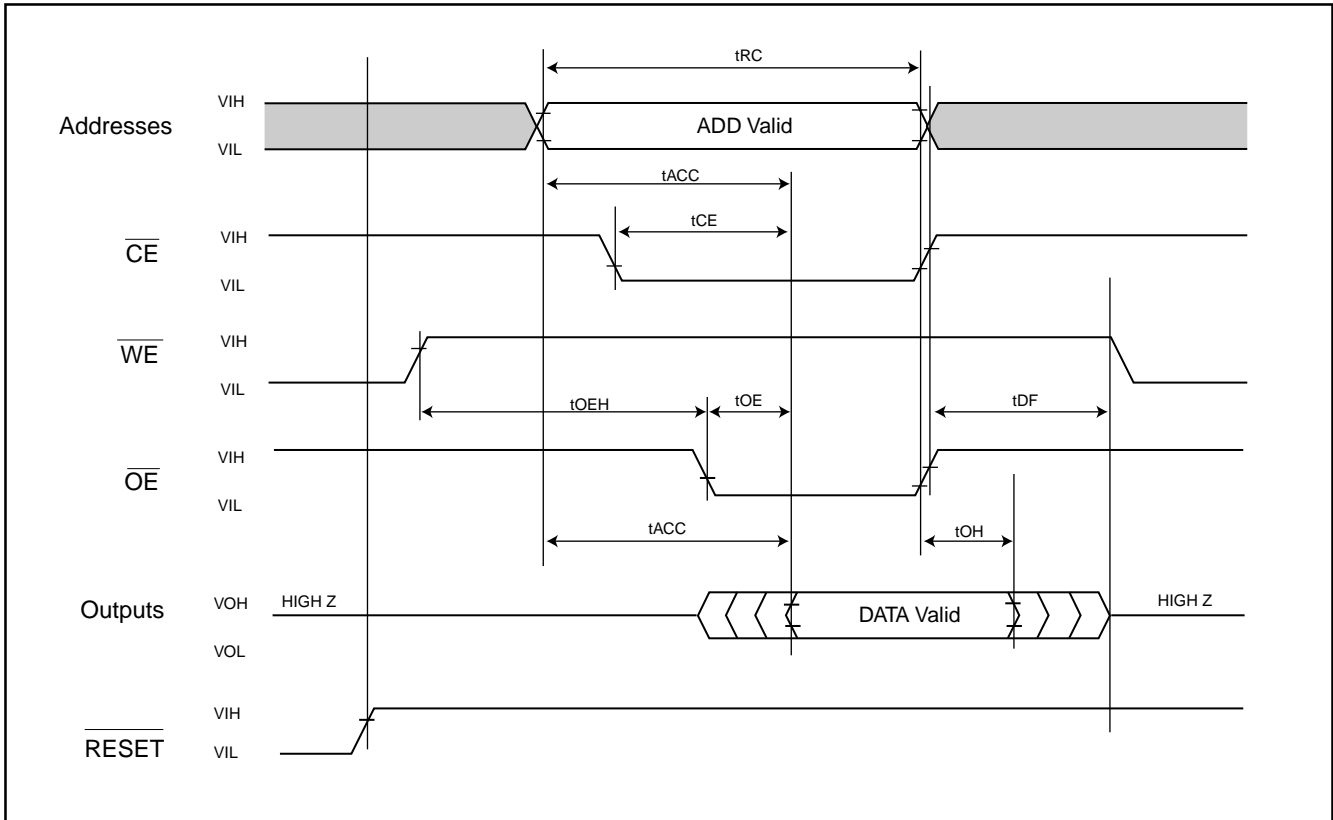 tRC
VIH
Addresses
ADD Valid
VIL
tACC
tCE
VIH
CE
VIL
VIH
WE
VIL
tOEH
tOE
tDF
VIH
OE
VIL
tACC
tOH
Outputs
VOH
HIGH Z
DATA Valid
HIGH Z
VOL
VIH
RESET
VIL